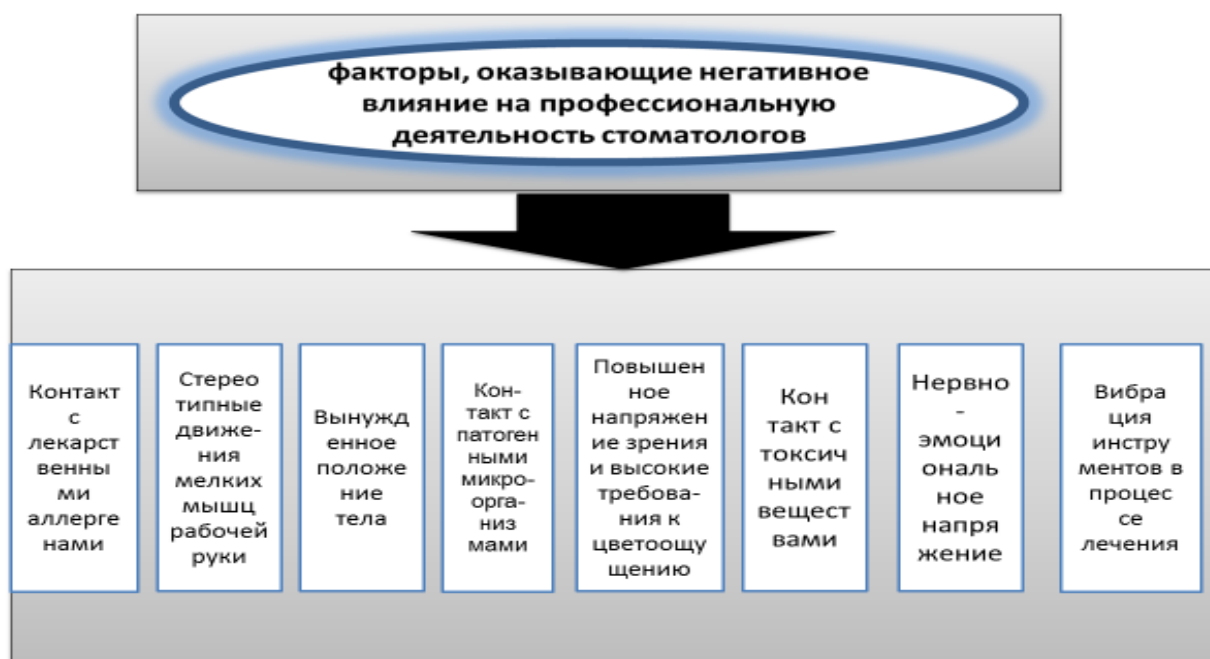 факторы, оказывающие негативное
влияние на профессиональную
деятельность стоматологов
Контакт
с
лекарст
венны
ми
аллерге
нами
Стерео
типные
движе-
ния
мелких
мышц
рабочей
руки
Вынужд
енное
положе
ние
тела
Кон-
такт с
патоген
ными
микро-
орга-
низ
мами
Повышен
ное
напряжен
ие зрения
и высокие
требова-
ния к
цветоощу
щению
Кон
такт с
токсич
ными
вещест
вами
Нервно
-
эмоци
ональ
ное
напря
жение
Вибра
ция
инстру
ментов в
процес
се
лечения